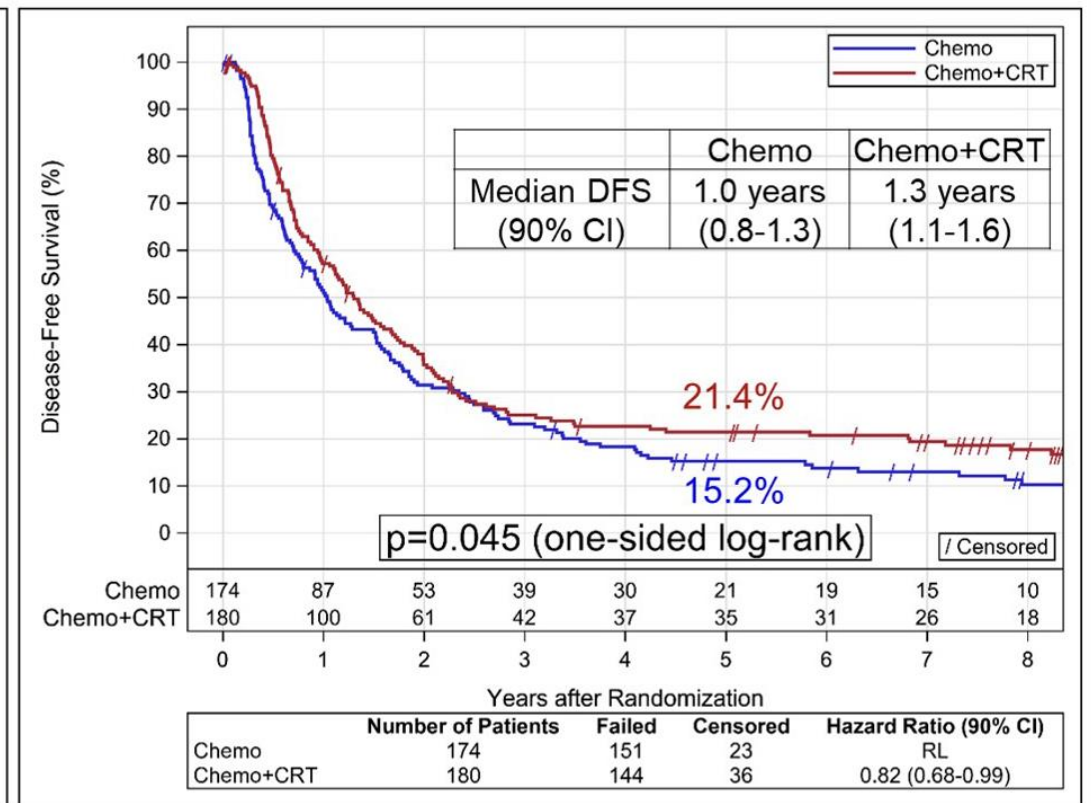 Chemo
Chemo+CRT
Chemo Chemo+CRT
Median DFS 1.0 years 1.3 years
(90% CI) (0.8-1.3) (1.1-1.6)
Disease-Free Survival (%)
100
90
80
70
60
50
40
30
20
10
0
21.4%
15.2%
p=0.045 (one-sided log-rank)
/ Censored
Chemo 174 87 53 39 30 21 19 15 10
Chemo+CRT 180 100 61 42 37 35 31 26 18
0 1 2 3 4 5 6 7 8
Years after Randomization
Number of Patients Failed Censored Hazard Ratio (90% CI)
Chemo 174 151 23 RL
Chemo+CRT 180 144 36 0.82 (0.68-0.99)